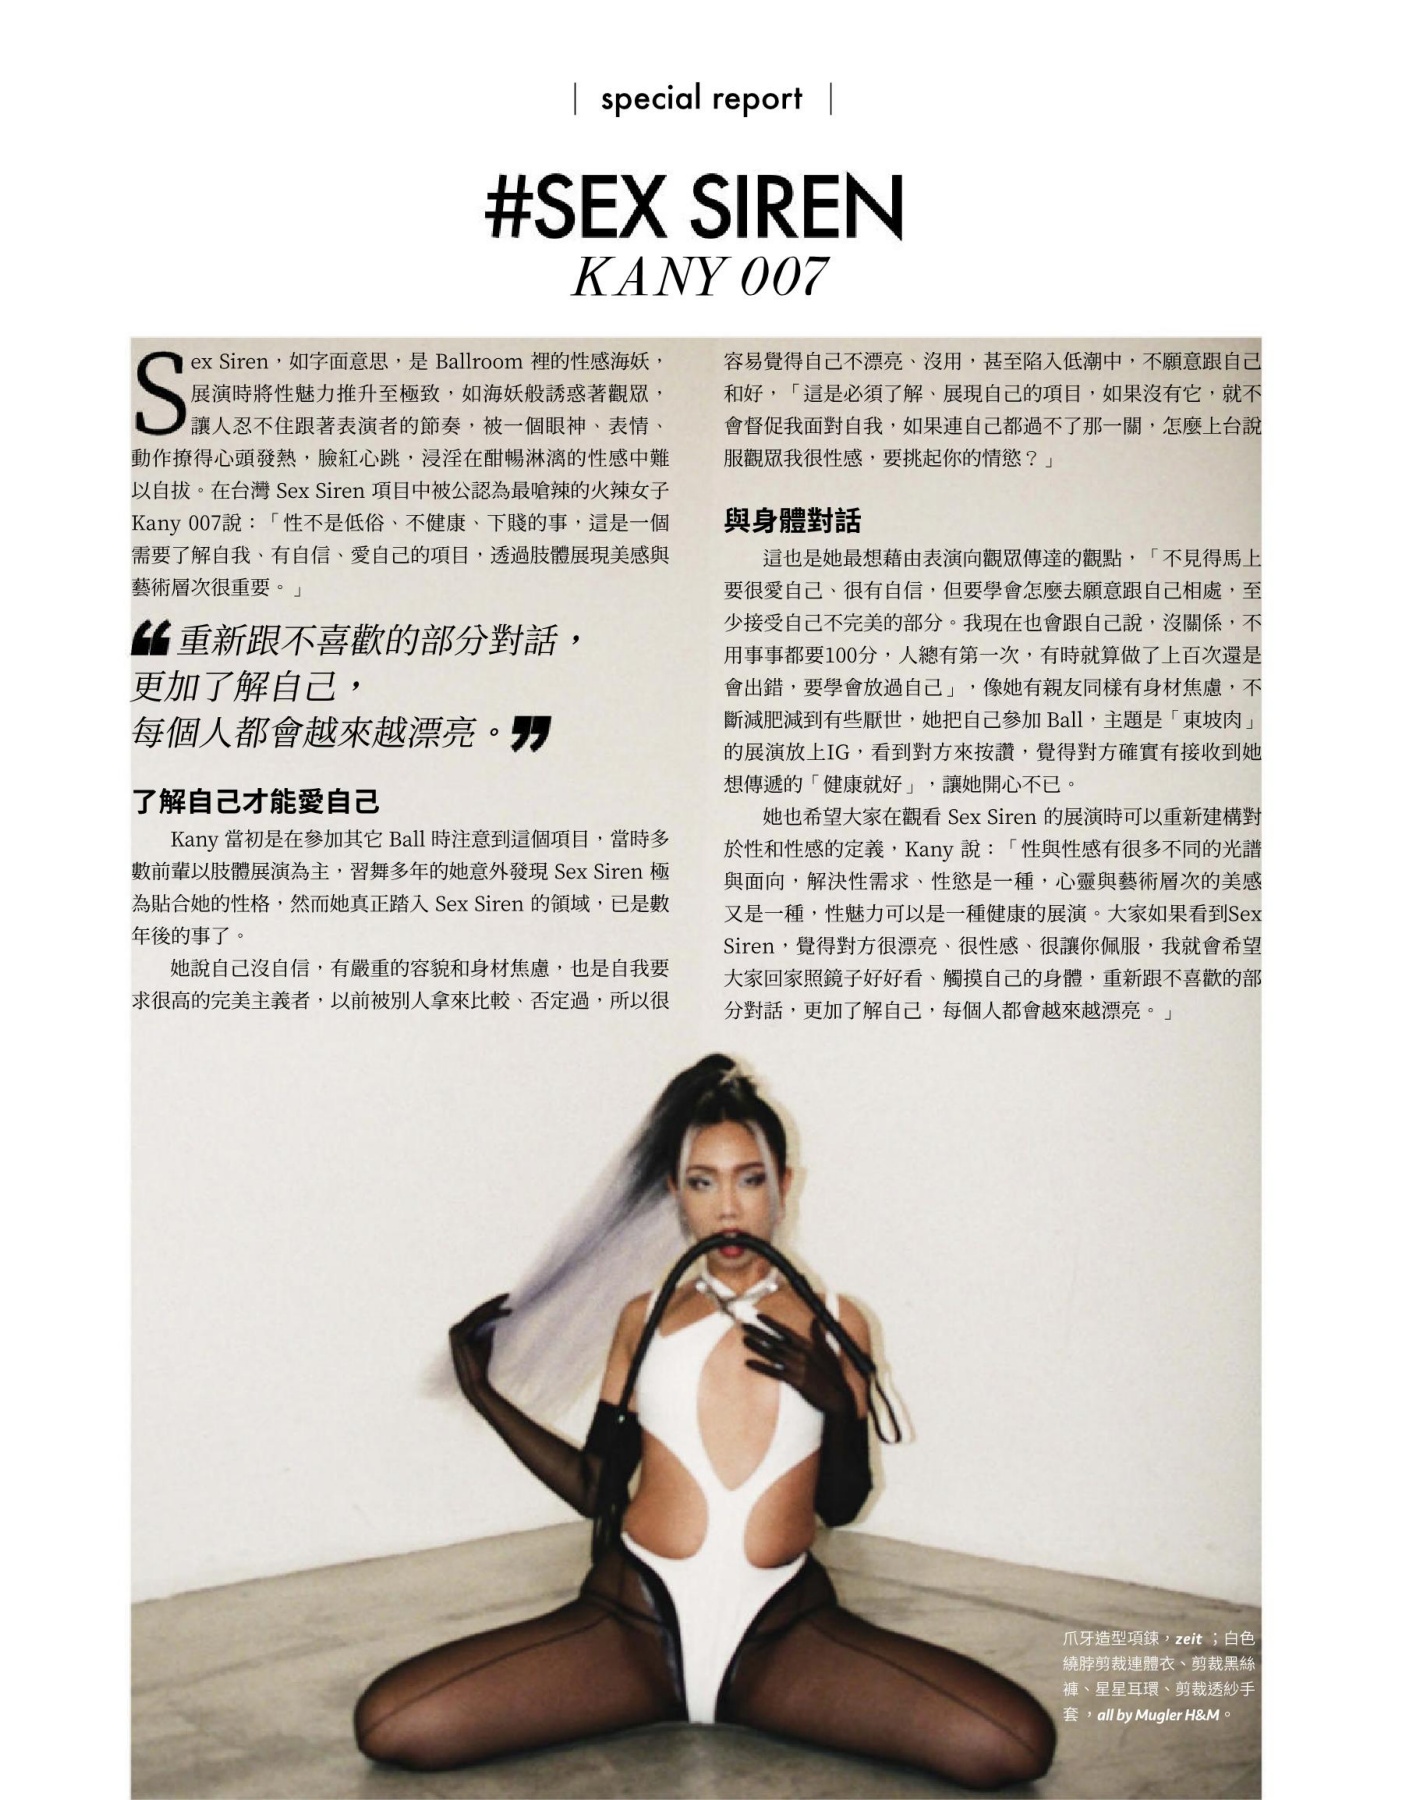 special report
#SEX SIREN
KANY 007
Sex Siren，如字面意思，是 Ballroom 裡的性感海妖，
展演時將性魅力推升至極致，如海妖般誘惑著觀眾，
讓人忍不住跟著表演者的節奏，被一個眼神、表情、
動作撩得心頭發熱，臉紅心跳，浸淫在酣暢淋漓的性感中難
以自拔。在台灣 Sex Siren 項目中被公認為最嗆辣的火辣女子
Kany 007說：「性不是低俗、不健康、下賤的事，這是一個
需要了解自我、有自信、愛自己的項目，透過肢體展現美感與
藝術層次很重要。」
❝重新跟不喜歡的部分對話，
更加了解自己，
每個人都會越來越漂亮。❞
了解自己才能愛自己
Kany 當初是在參加其它 Ball 時注意到這個項目，當時多
數前輩以肢體展演為主，習舞多年的她意外發現 Sex Siren 極
為貼合她的性格，然而她真正踏入 Sex Siren 的領域，已是數
年後的事了。
她說自己沒自信，有嚴重的容貌和身材焦慮，也是自我要
求很高的完美主義者，以前被別人拿來比較、否定過，所以很
容易覺得自己不漂亮、沒用，甚至陷入低潮中，不願意跟自己
和好，「這是必須了解、展現自己的項目，如果沒有它，就不
會督促我面對自我，如果連自己都過不了那一關，怎麼上台說
服觀眾我很性感，要挑起你的情慾？」
與身體對話
這也是她最想藉由表演向觀眾傳達的觀點，「不見得馬上
要很愛自己、很有自信，但要學會怎麼去願意跟自己相處，至
少接受自己不完美的部分。我現在也會跟自己說，沒關係，不
用事事都要100分，人總有第一次，有時就算做了上百次還是
會出錯，要學會放過自己」，像她有親友同樣有身材焦慮，不
斷減肥減到有些厭世，她把自己參加 Ball，主題是「東坡肉」
的展演放上IG，看到對方來按讚，覺得對方確實有接收到她
想傳遞的「健康就好」，讓她開心不已。
她也希望大家在觀看 Sex Siren 的展演時可以重新建構對
於性和性感的定義，Kany 說：「性與性感有很多不同的光譜
與面向，解決性需求、性慾是一種，心靈與藝術層次的美感
又是一種，性魅力可以是一種健康的展演。大家如果看到Sex
Siren，覺得對方很漂亮、很性感、很讓你佩服，我就會希望
大家回家照鏡子好好看、觸摸自己的身體，重新跟不喜歡的部
分對話，更加了解自己，每個人都會越來越漂亮。」
爪牙造型項鍊，zeit；白色
繞脖剪裁連體衣、剪裁黑絲
褲、星星耳環、剪裁透紗手
套，all by Mugler H&M。